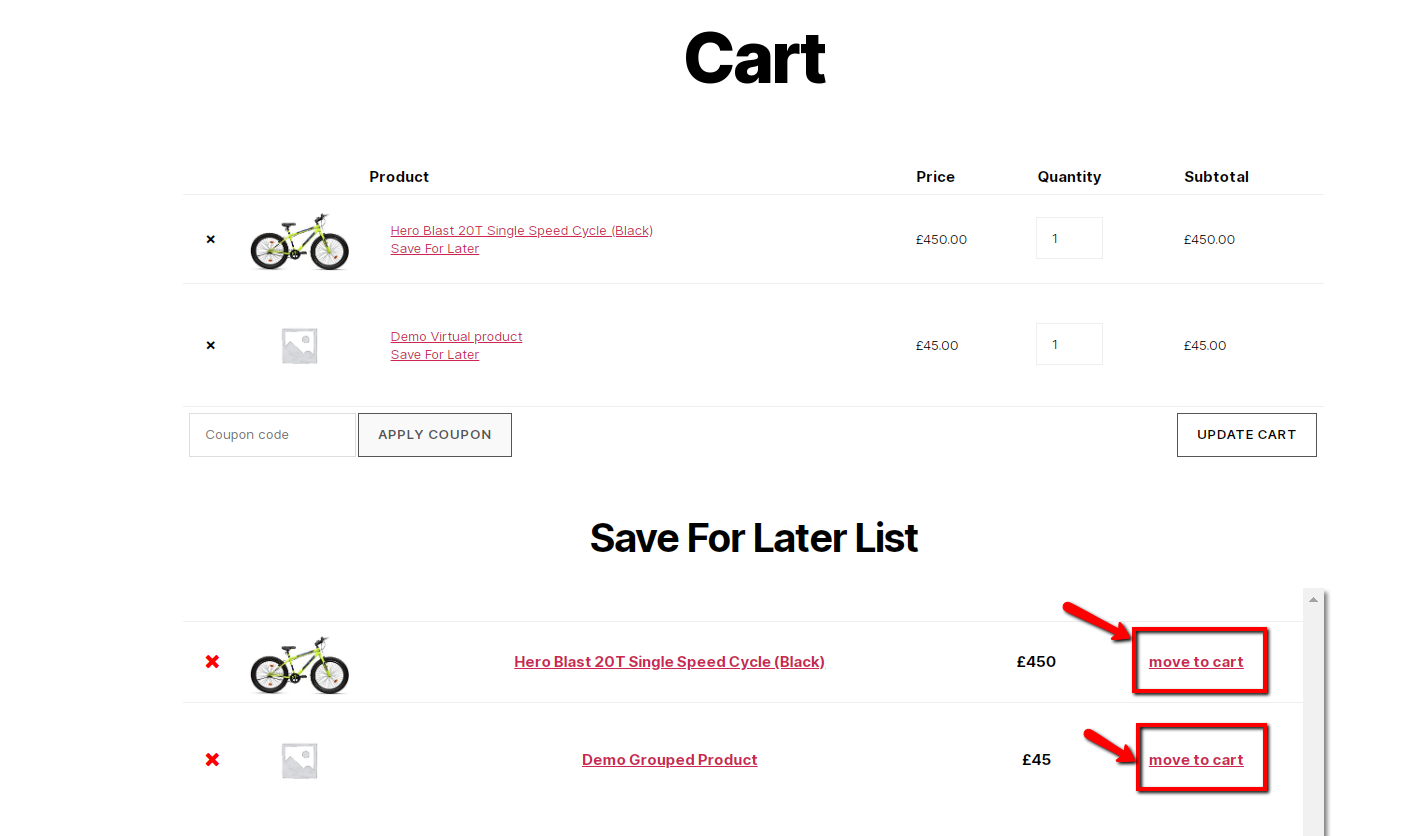 Cart
Product Price Quantity Subtotal
× Hero Blast 20T Single Speed Cycle (Black) £450.00 1 £450.00
Save For Later
× Demo Virtual product £45.00 1 £45.00
Save For Later
Coupon code APPLY COUPON UPDATE CART
Save For Later List
× Hero Blast 20T Single Speed Cycle (Black) £450 move to cart
× Demo Grouped Product £45 move to cart